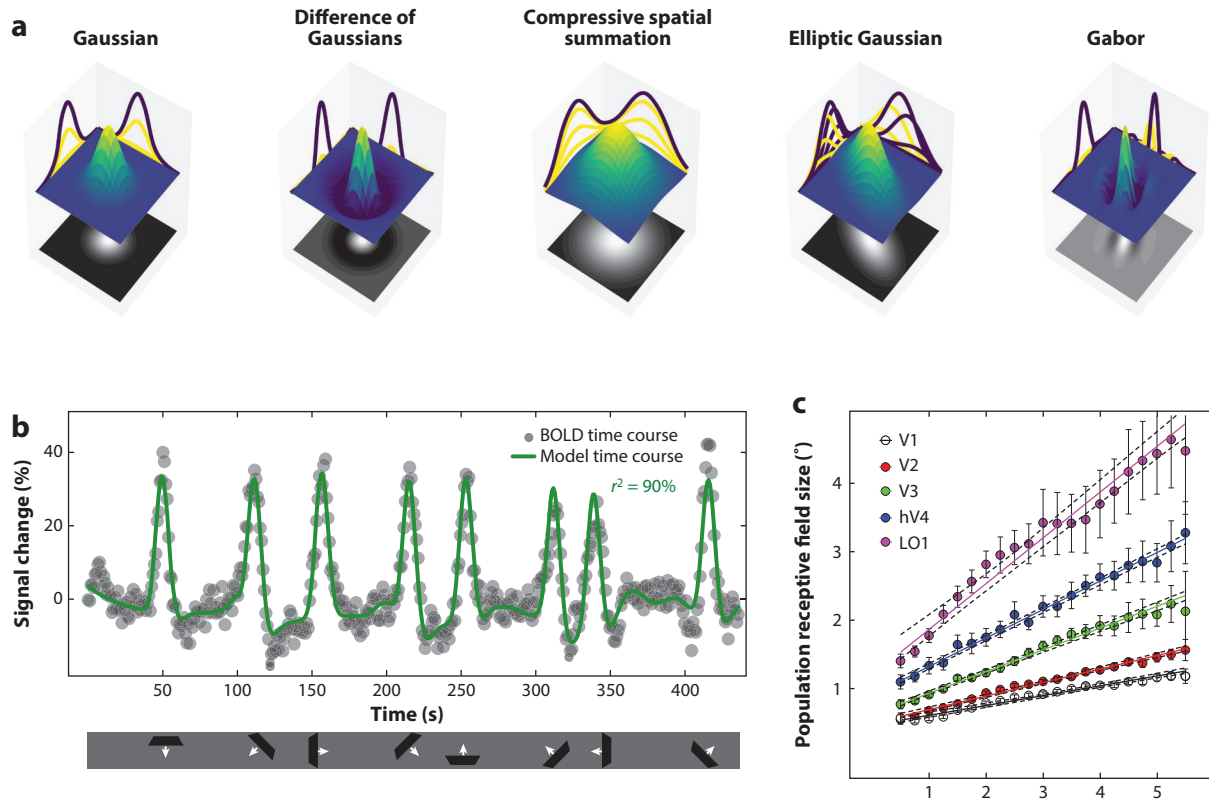 a
Gaussian
Difference of
Gaussians
Compressive spatial
summation
Elliptic Gaussian
Gabor
b
BOLD time course
Model time course
r² = 90%
Signal change (%)
40
20
0
50
100
150
200
250
300
350
400
Time (s)
c
V1
V2
V3
hV4
LO1
Population receptive field size (°)
4
3
2
1
1
2
3
4
5